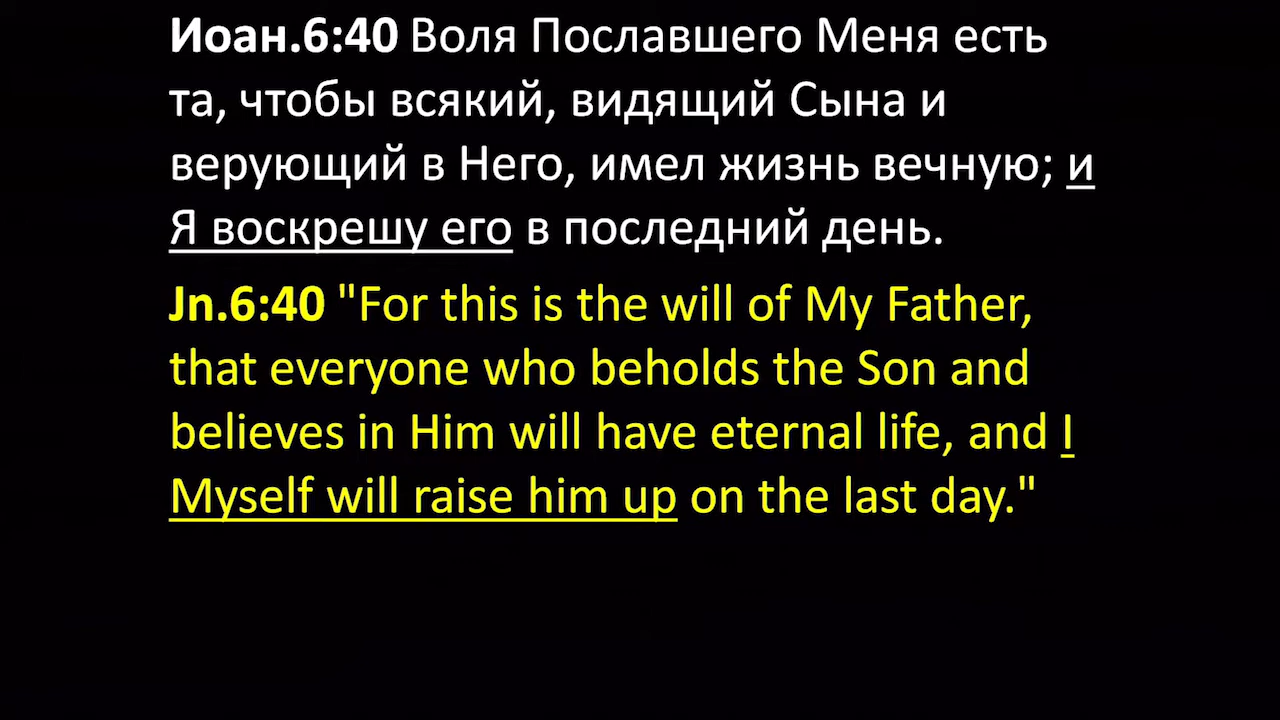 Иоан.6:40 Воля Пославшего Меня есть
та, чтобы всякий, видящий Сына и
верующий в Него, имел жизнь вечную; и
Я воскрешу его в последний день.
Jn.6:40 "For this is the will of My Father,
that everyone who beholds the Son and
believes in Him will have eternal life, and I
Myself will raise him up on the last day."